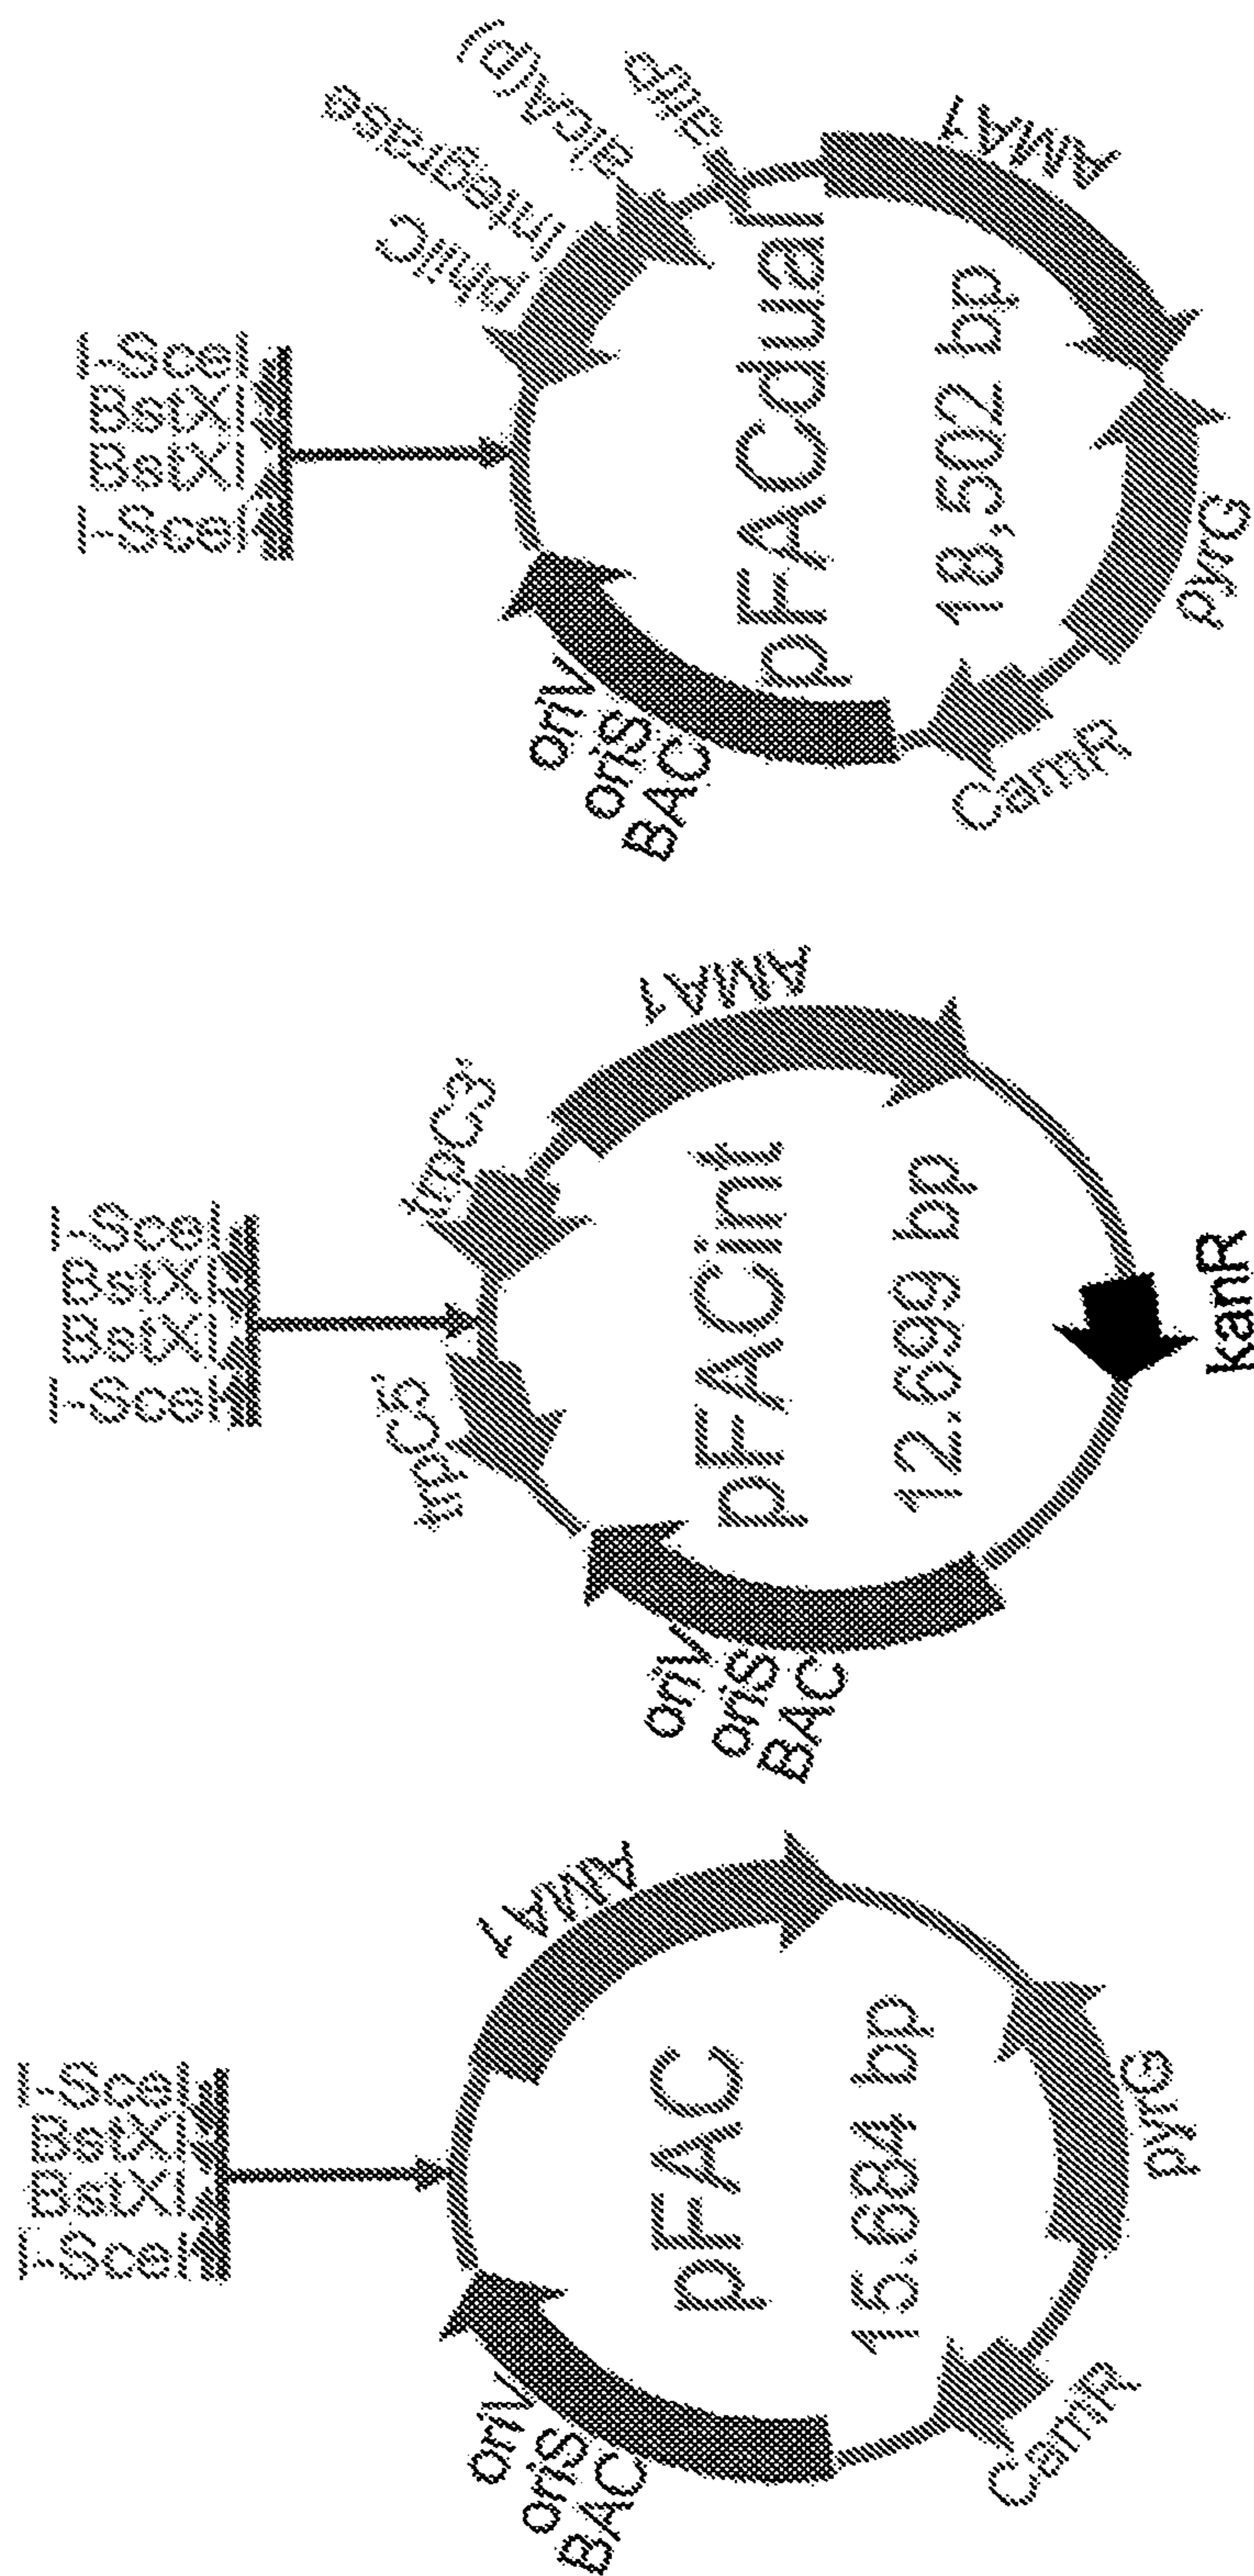 I-SceI
BstXI
BstXI
I-SceI
oriV
oriS
BAC
AMA1
pFAC
15.684 bp
CamR
pyrG
I-SceI
BstXI
BstXI
I-SceI
trpC5'
trpC3'
oriV
oriS
BAC
AMA1
pFACint
12.699 bp
kanR
I-SceI
BstXI
BstXI
I-SceI
Integrase
alcA(p)
attp
oriV
oriS
BAC
AMA1
pFACdual
18,502 bp
CamR
pyrG